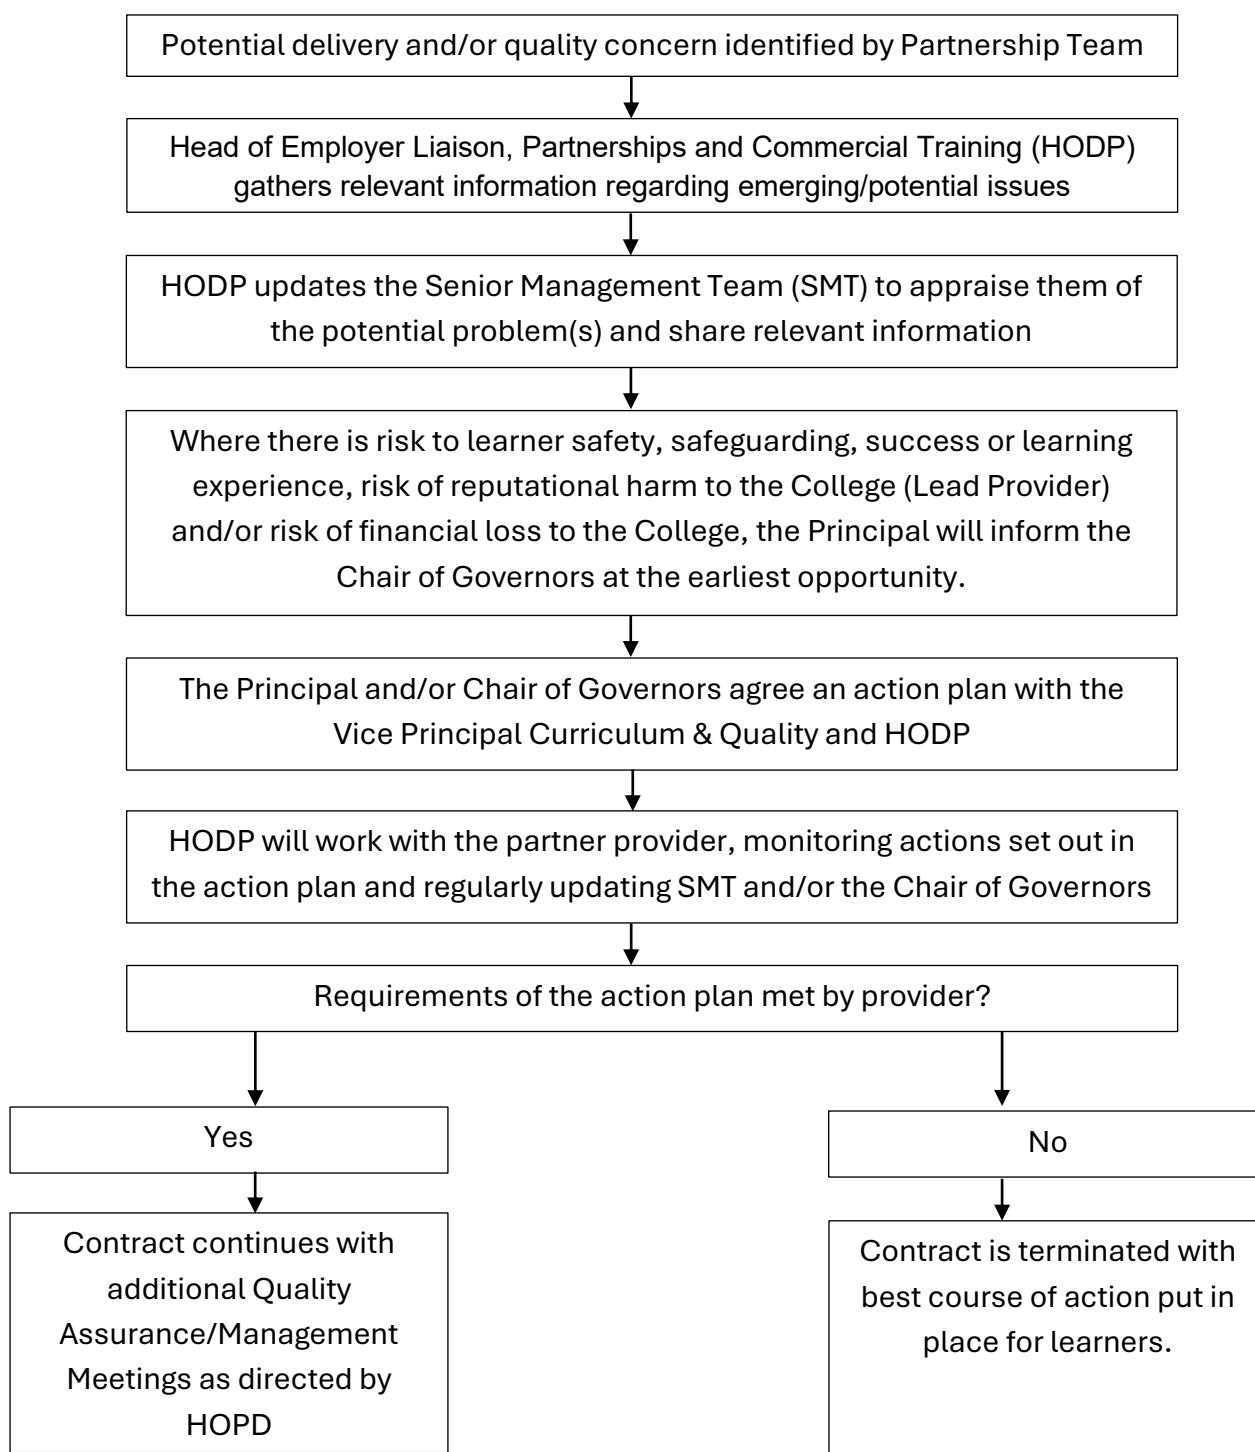 Potential delivery and/or quality concern identified by Partnership Team
Head of Employer Liaison, Partnerships and Commercial Training (HODP)
gathers relevant information regarding emerging/potential issues
HODP updates the Senior Management Team (SMT) to appraise them of
the potential problem(s) and share relevant information
Where there is risk to learner safety, safeguarding, success or learning
experience, risk of reputational harm to the College (Lead Provider)
and/or risk of financial loss to the College, the Principal will inform the
Chair of Governors at the earliest opportunity.
The Principal and/or Chair of Governors agree an action plan with the
Vice Principal Curriculum & Quality and HODP
HODP will work with the partner provider, monitoring actions set out in
the action plan and regularly updating SMT and/or the Chair of Governors
Requirements of the action plan met by provider?
Yes
Contract continues with
additional Quality
Assurance/Management
Meetings as directed by
HOPD
No
Contract is terminated with
best course of action put in
place for learners.